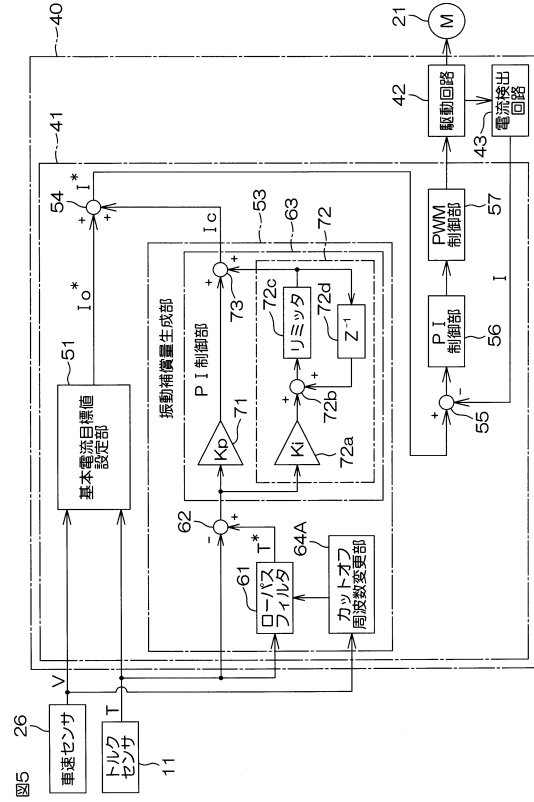 図5
26
車速センサ
V
トルク
センサ
T
11
40
41
51
基本電流目標値
設定部
Io*
54
+
+
I*
振動補償量生成部
53
PI制御部
63
Ic
71
Kp
73
+
+
72
72c
リミッタ
72d
Z⁻¹
72b
+
+
Ki
72a
62
-
+
T*
61
ローパス
フィルタ
64A
カットオフ
周波数変更部
55
+
-
PI
制御部
56
PWM
制御部
57
I
42
駆動回路
43
電流検出
回路
21
M